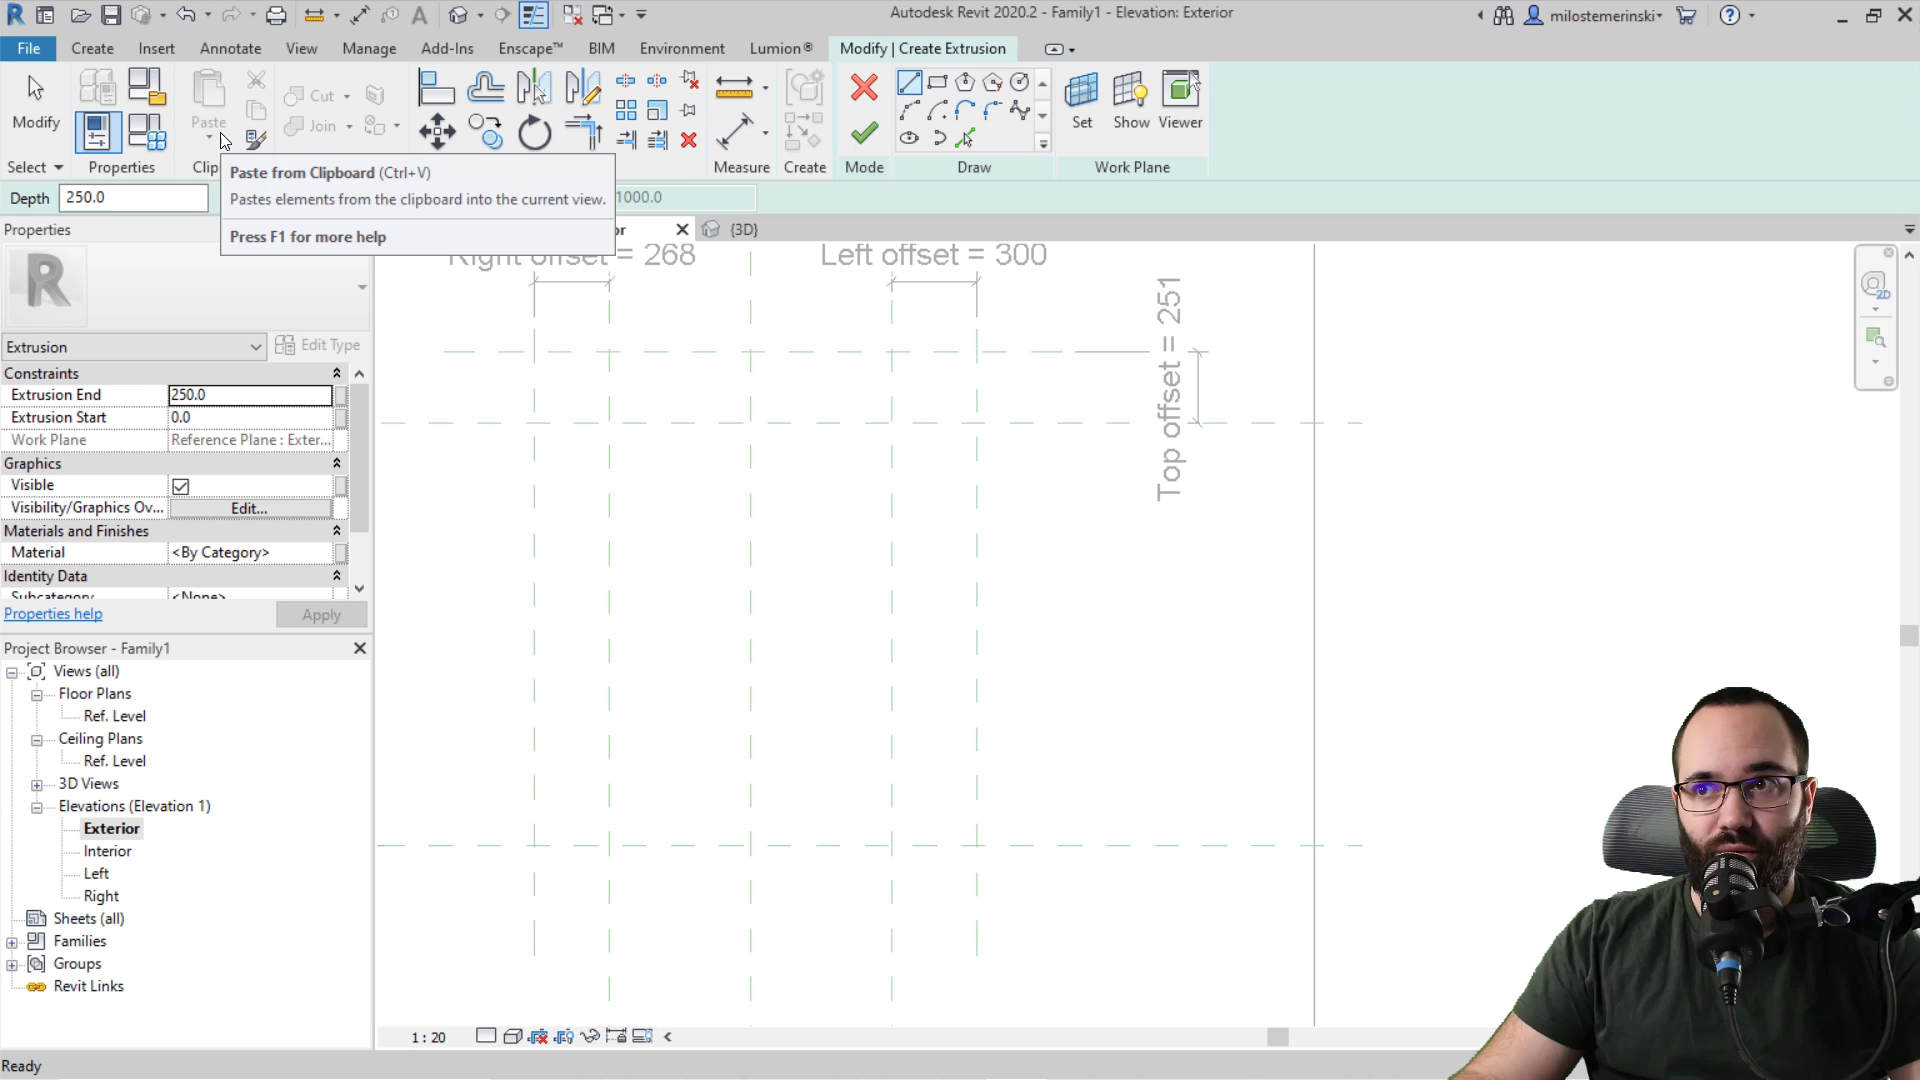 Autodesk Revit 2020.2 - Family1 - Elevation: Exterior
milostemerinski
File
Create
Insert
Annotate
View
Manage
Add-Ins
Enscape™
BIM
Environment
Lumion®
Modify | Create Extrusion
Modify
Paste
Cut
Join
Set
Show
Viewer
Select
Properties
Measure
Create
Mode
Draw
Work Plane
Paste from Clipboard (Ctrl+V)
Pastes elements from the clipboard into the current view.
Press F1 for more help
Depth
250.0
1000.0
Properties
{3D}
Extrusion
Edit Type
Constraints
Extrusion End
250.0
Extrusion Start
0.0
Work Plane
Reference Plane : Exter...
Graphics
Visible
Visibility/Graphics Ov...
Edit...
Materials and Finishes
Material
<By Category>
Identity Data
Subcategory
<None>
Properties help
Apply
Right offset = 268
Left offset = 300
Top offset = 251
Project Browser - Family1
Views (all)
Floor Plans
Ref. Level
Ceiling Plans
Ref. Level
3D Views
Elevations (Elevation 1)
Exterior
Interior
Left
Right
Sheets (all)
Families
Groups
Revit Links
1 : 20
Ready